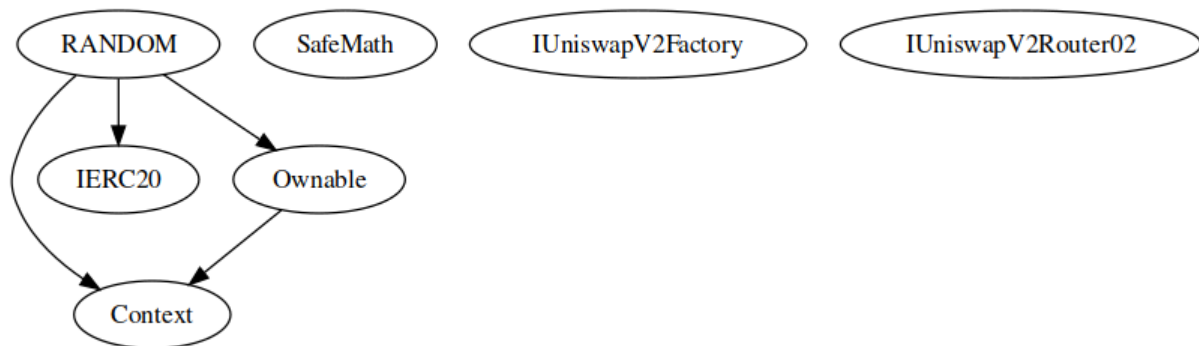 RANDOM
SafeMath
IUniswapV2Factory
IUniswapV2Router02
IERC20
Ownable
Context